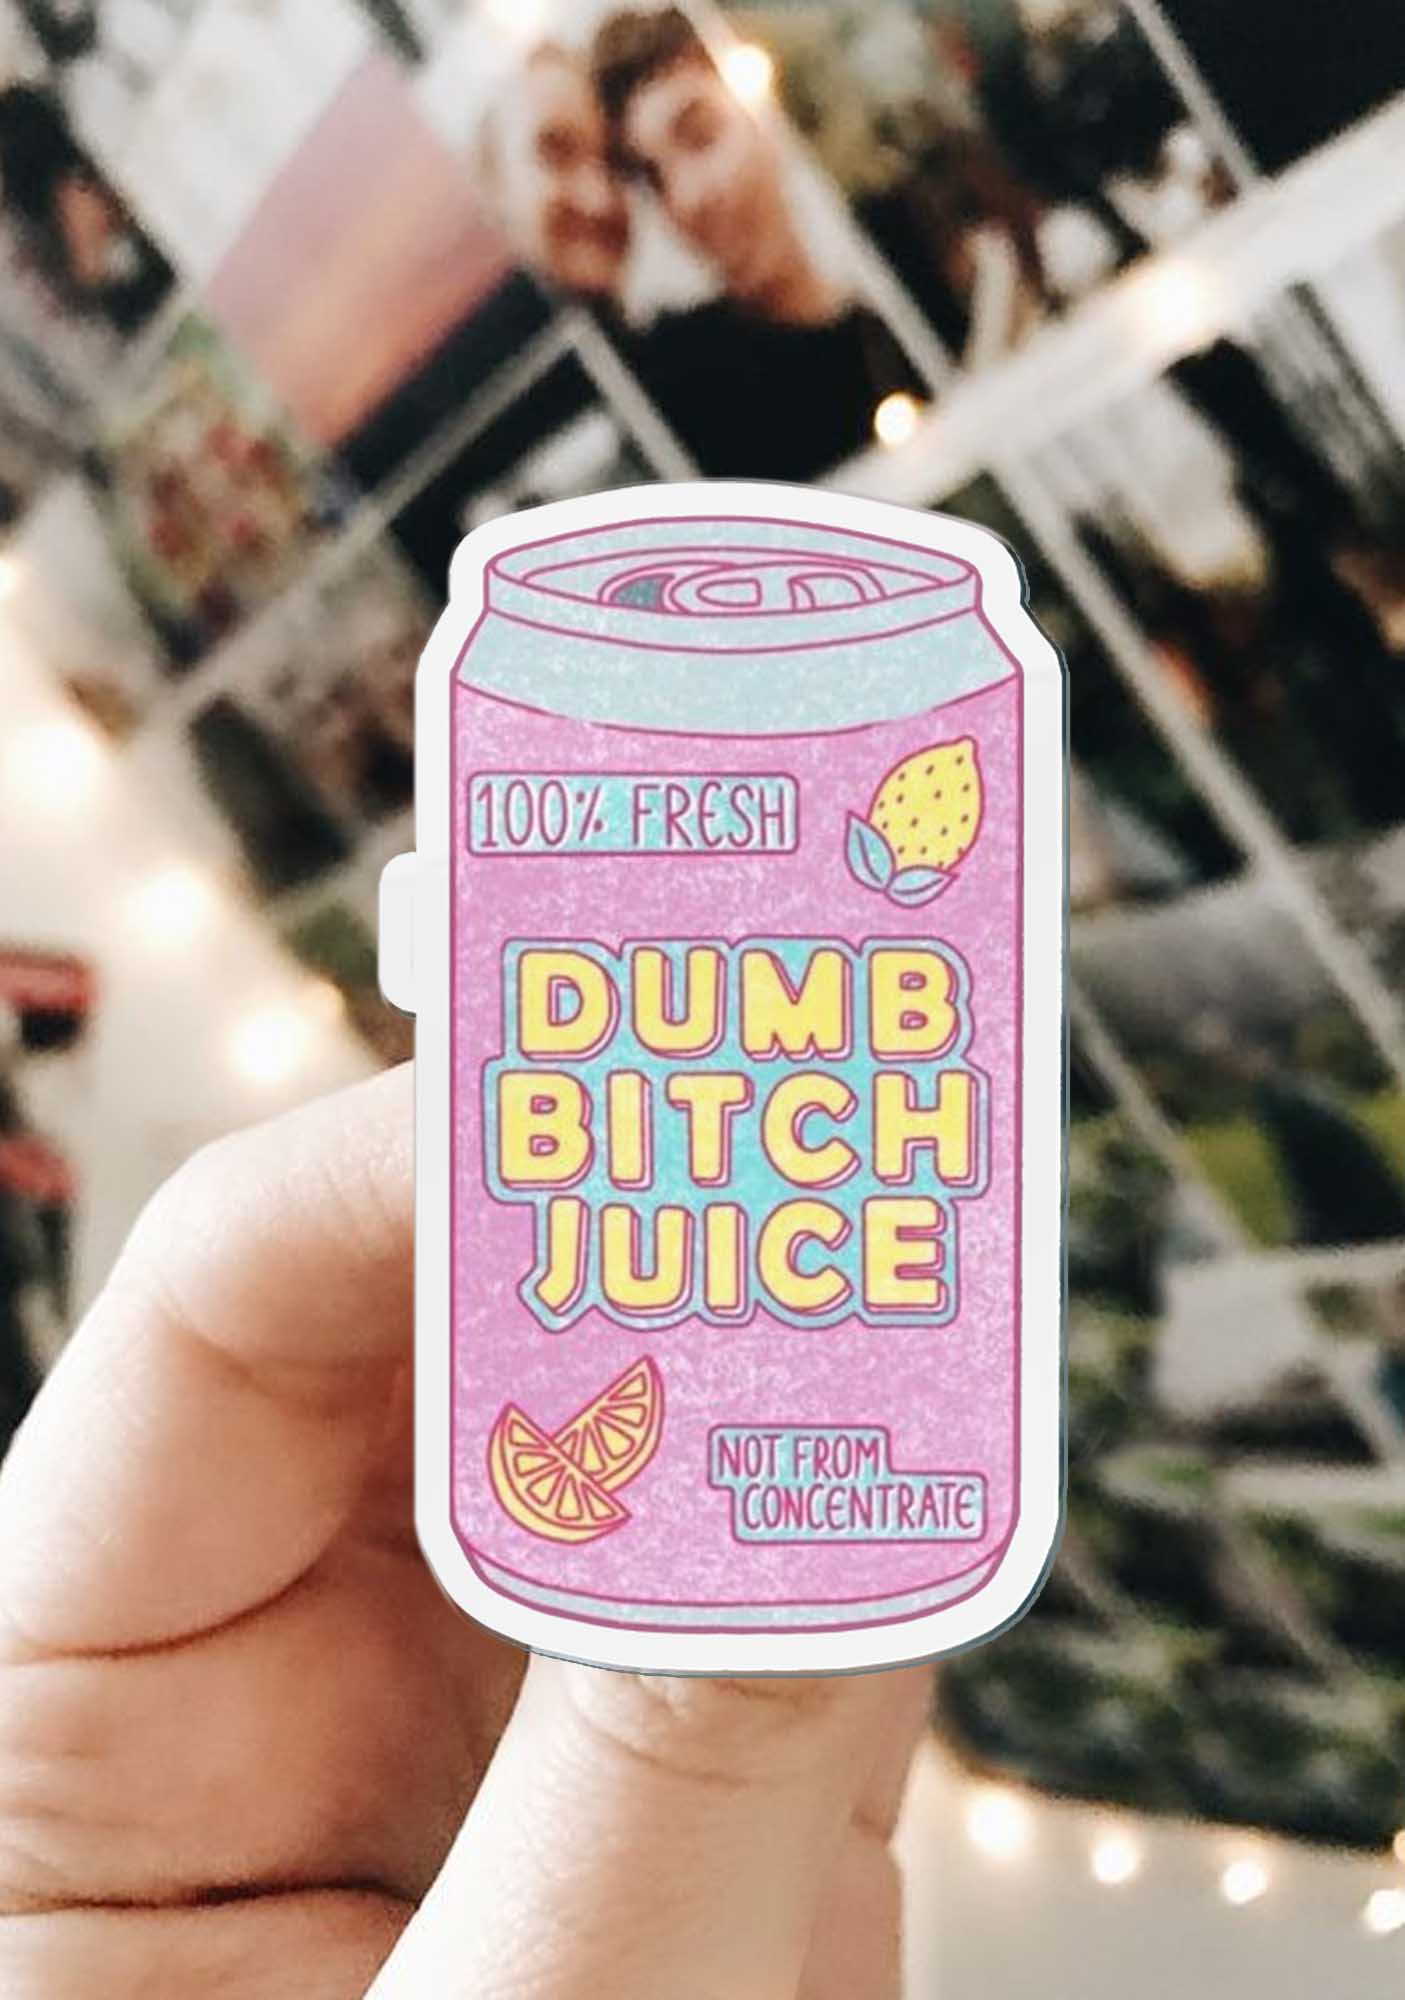 100% FRESH
DUMB
BITCH
JUICE
NOT FROM
CONCENTRATE